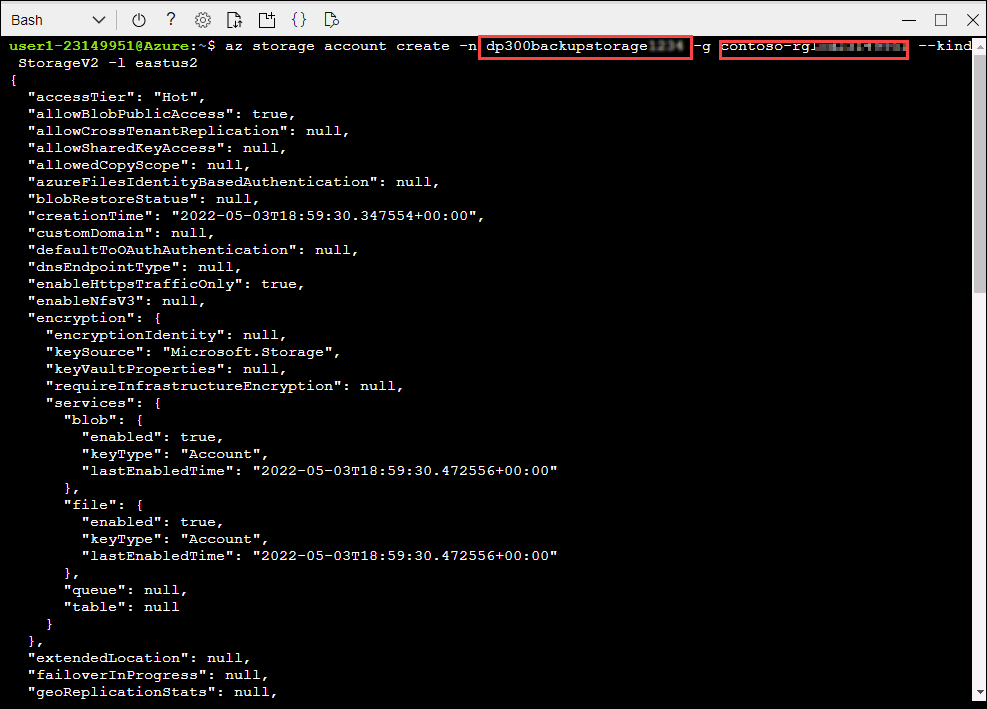 Bash
? {}
user1-23149951@Azure:~$ az storage account create -n dp300backupstorage -g contoso-rg --kind
StorageV2 -l eastus2
{
"accessTier": "Hot",
"allowBlobPublicAccess": true,
"allowCrossTenantReplication": null,
"allowSharedKeyAccess": null,
"allowedCopyScope": null,
"azureFilesIdentityBasedAuthentication": null,
"blobRestoreStatus": null,
"creationTime": "2022-05-03T18:59:30.347554+00:00",
"customDomain": null,
"defaultToOAuthAuthentication": null,
"dnsEndpointType": null,
"enableHttpsTrafficOnly": true,
"enableNfsV3": null,
"encryption": {
"encryptionIdentity": null,
"keySource": "Microsoft.Storage",
"keyVaultProperties": null,
"requireInfrastructureEncryption": null,
"services": {
"blob": {
"enabled": true,
"keyType": "Account",
"lastEnabledTime": "2022-05-03T18:59:30.472556+00:00"
},
"file": {
"enabled": true,
"keyType": "Account",
"lastEnabledTime": "2022-05-03T18:59:30.472556+00:00"
},
"queue": null,
"table": null
}
},
"extendedLocation": null,
"failoverInProgress": null,
"geoReplicationStats": null,